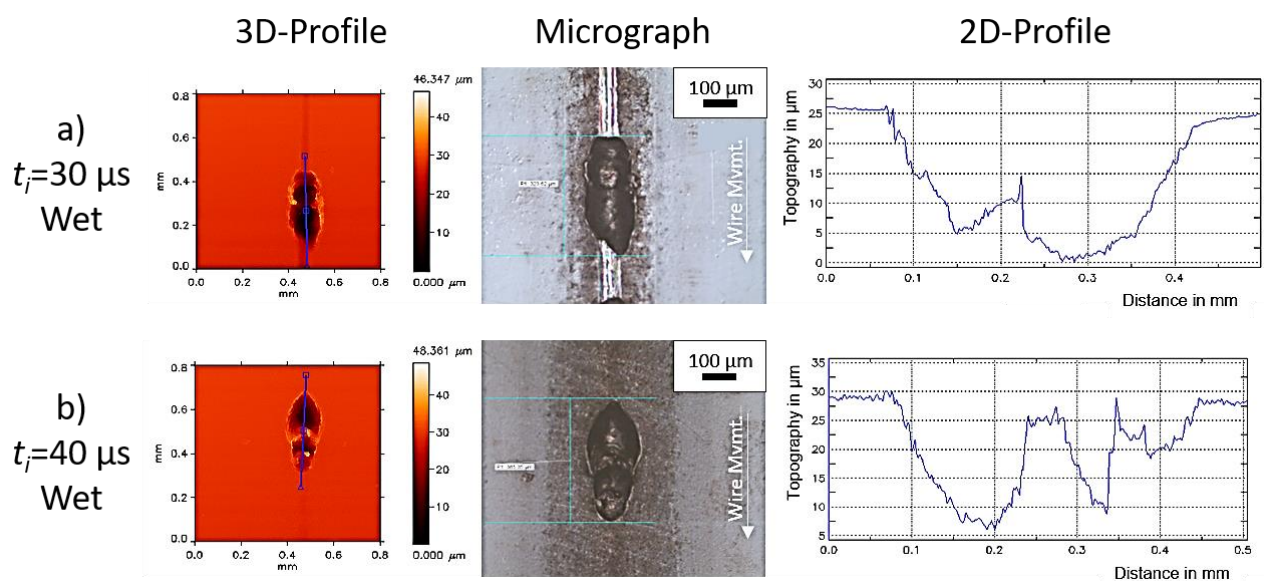 3D-Profile
Micrograph
2D-Profile
a)
tᵢ=30 µs
Wet
0.8
0.6
0.4
0.2
0.0
mm
0.0 0.2 0.4 0.6 0.8
mm
46.347 µm
40
30
20
10
0.000 µm
100 µm
Wire Mvmt.
Topography in µm
30
25
20
15
10
5
0
0.0 0.1 0.2 0.3 0.4
Distance in mm
b)
tᵢ=40 µs
Wet
0.8
0.6
0.4
0.2
0.0
mm
0.0 0.2 0.4 0.6 0.8
mm
48.361 µm
40
30
20
10
0.000 µm
100 µm
Wire Mvmt.
Topography in µm
35
30
25
20
15
10
5
0.0 0.1 0.2 0.3 0.4 0.5
Distance in mm